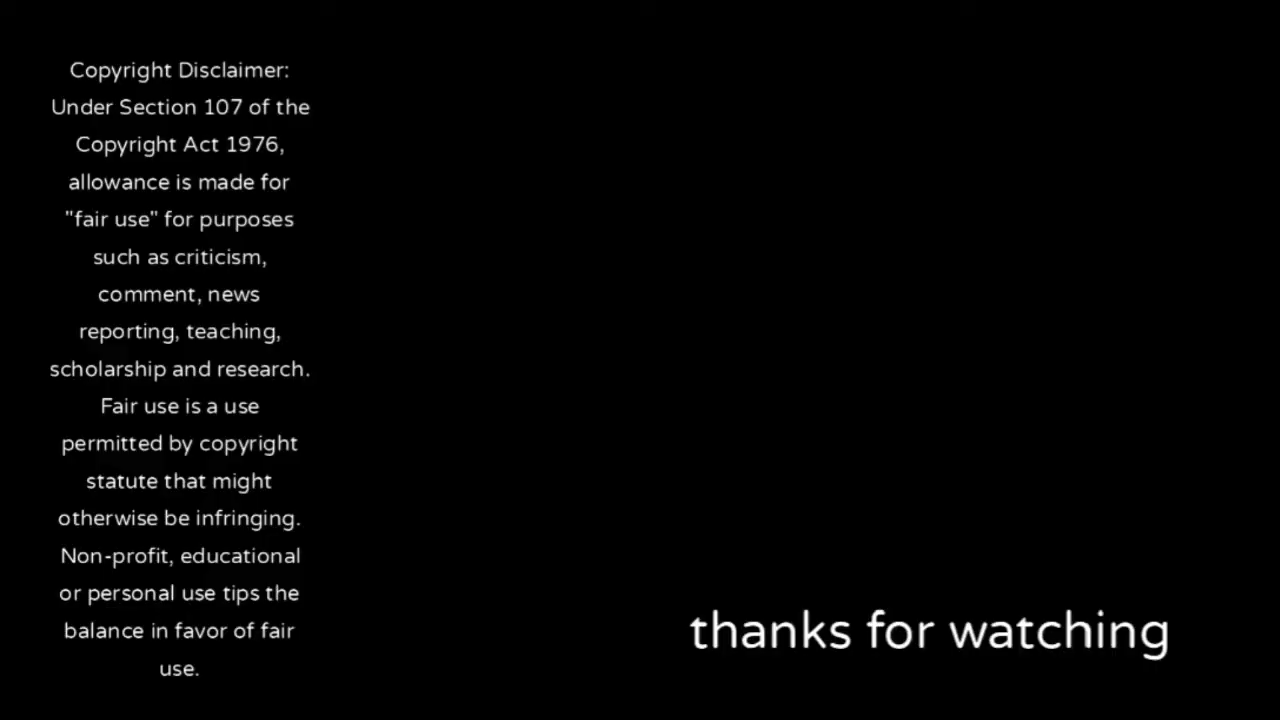 Copyright Disclaimer:
Under Section 107 of the
Copyright Act 1976,
allowance is made for
"fair use" for purposes
such as criticism,
comment, news
reporting, teaching,
scholarship and research.
Fair use is a use
permitted by copyright
statute that might
otherwise be infringing.
Non-profit, educational
or personal use tips the
balance in favor of fair
use.
thanks for watching